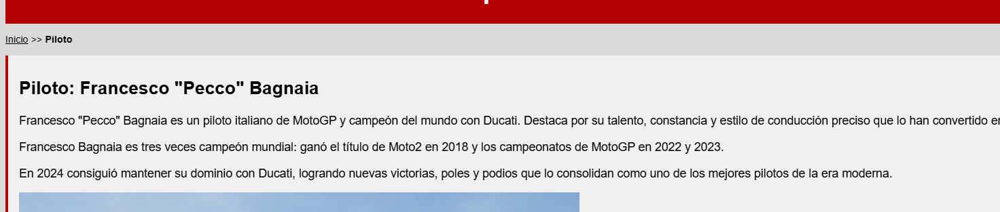 Inicio >> Piloto
Piloto: Francesco "Pecco" Bagnaia
Francesco "Pecco" Bagnaia es un piloto italiano de MotoGP y campeón del mundo con Ducati. Destaca por su talento, constancia y estilo de conducción preciso que lo han convertido
Francesco Bagnaia es tres veces campeón mundial: ganó el título de Moto2 en 2018 y los campeonatos de MotoGP en 2022 y 2023.
En 2024 consiguió mantener su dominio con Ducati, logrando nuevas victorias, poles y podios que lo consolidan como uno de los mejores pilotos de la era moderna.